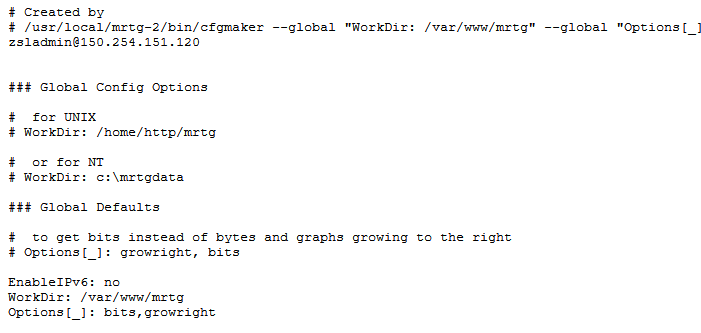 # Created by
# /usr/local/mrtg-2/bin/cfgmaker --global "WorkDir: /var/www/mrtg" --global "Options[_]
zsladmin@150.254.151.120
### Global Config Options
#  for UNIX
# WorkDir: /home/http/mrtg
#  or for NT
# WorkDir: c:\mrtgdata
### Global Defaults
#  to get bits instead of bytes and graphs growing to the right
# Options[_]: growright, bits
EnableIPv6: no
WorkDir: /var/www/mrtg
Options[_]: bits,growright